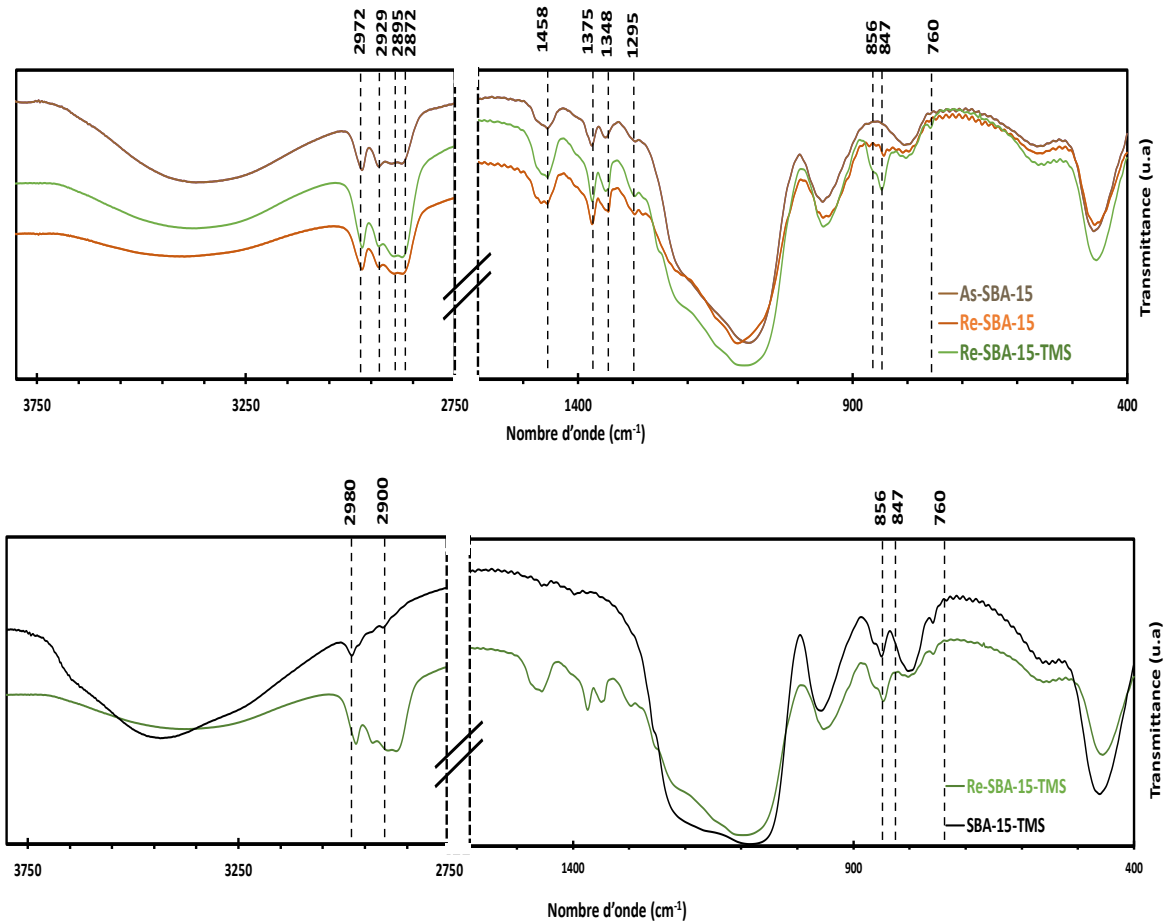 2972 2929 2895 2872 1458 1375 1348 1295 856 847 760
As-SBA-15
Re-SBA-15
Re-SBA-15-TMS
Transmittance (u.a)
3750 3250 2750 1400 900 400
Nombre d'onde (cm-1)
2980 2900 856 847 760
Re-SBA-15-TMS
SBA-15-TMS
Transmittance (u.a)
3750 3250 2750 1400 900 400
Nombre d'onde (cm-1)